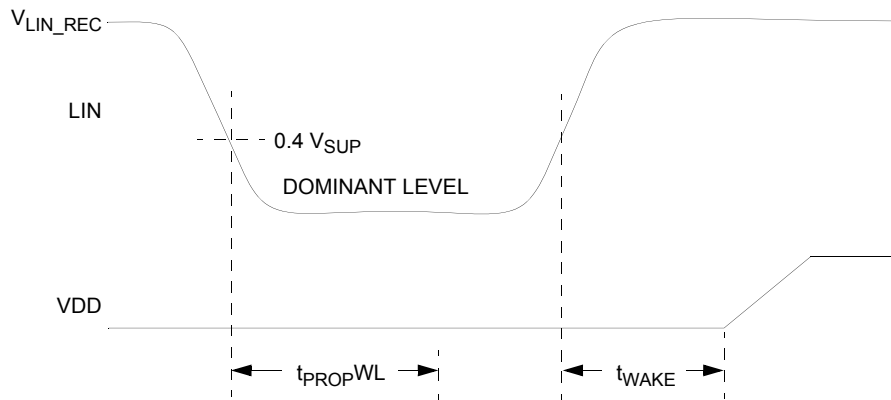 V_LIN_REC
LIN
0.4 V_SUP
DOMINANT LEVEL
VDD
t_PROPWL
t_WAKE